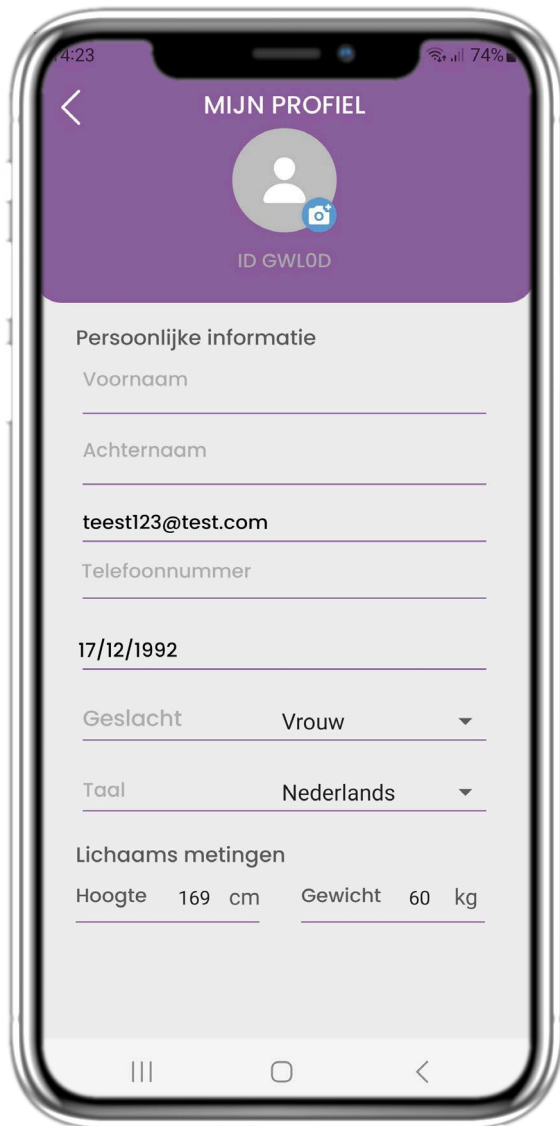 14:23 74%
MIJN PROFIEL
ID GWL0D
Persoonlijke informatie
Voornaam
Achternaam
teest123@test.com
Telefoonnummer
17/12/1992
Geslacht Vrouw
Taal Nederlands
Lichaams metingen
Hoogte 169 cm Gewicht 60 kg